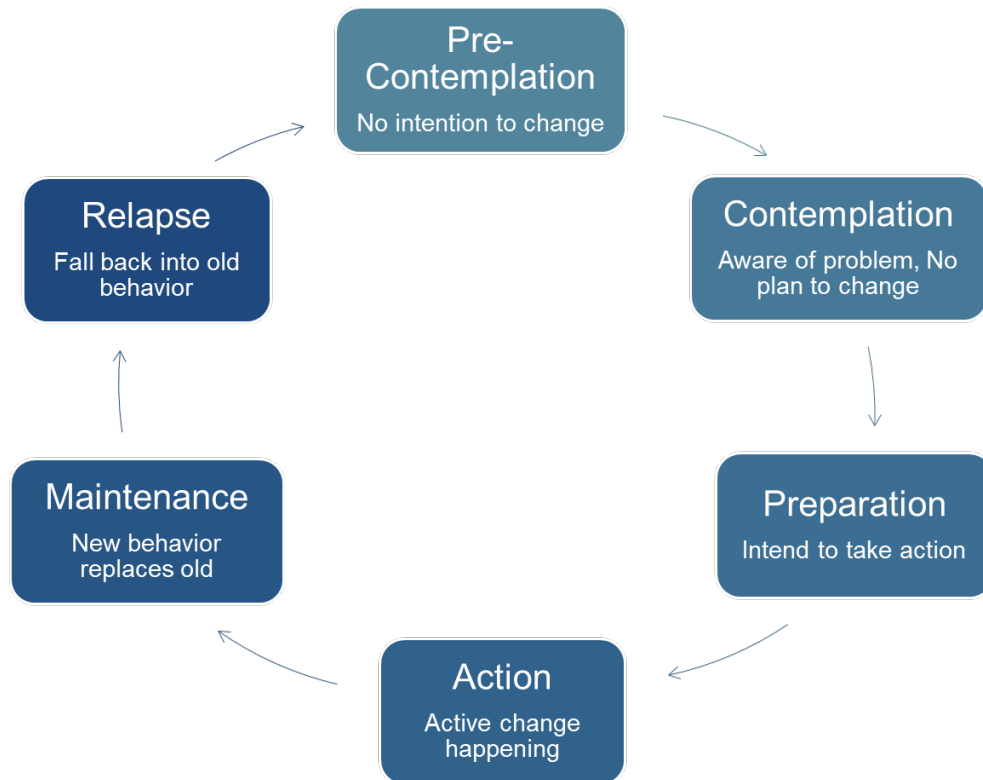 Pre-
Contemplation
No intention to change
Contemplation
Aware of problem, No
plan to change
Preparation
Intend to take action
Action
Active change
happening
Maintenance
New behavior
replaces old
Relapse
Fall back into old
behavior